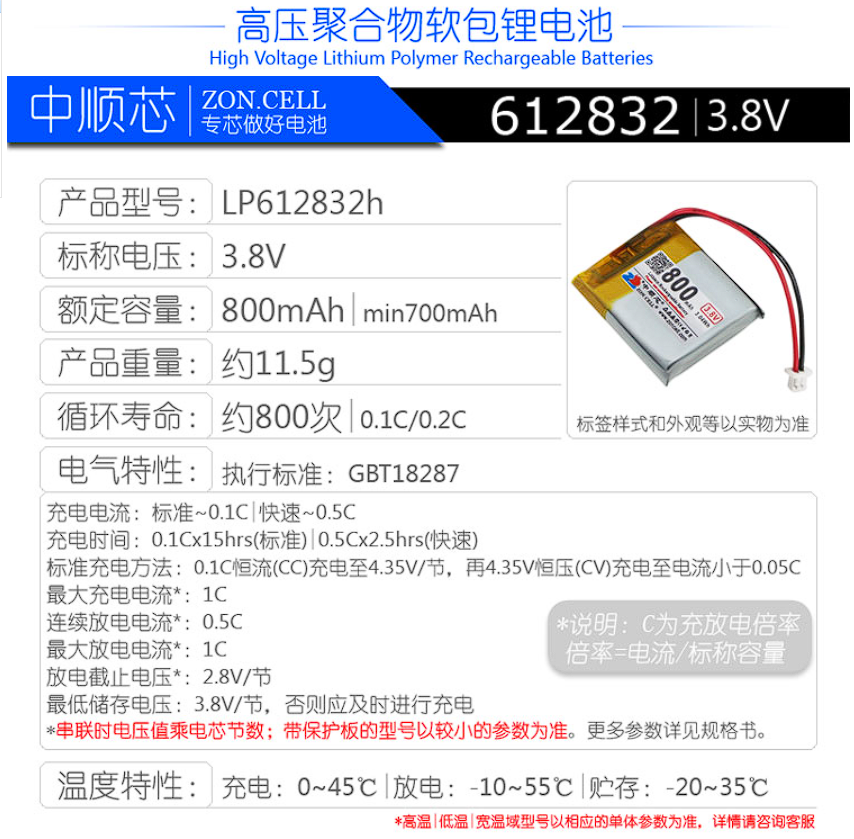 高压聚合物软包锂电池
High Voltage Lithium Polymer Rechargeable Batteries
中顺芯 ZON.CELL
专芯做好电池
612832 | 3.8V
产品型号: LP612832h
标称电压: 3.8V
额定容量: 800mAh | min700mAh
产品重量: 约11.5g
循环寿命: 约800次 | 0.1C/0.2C
800mAh
3.8V
中顺芯
ZON.CELL
标签样式和外观等以实物为准
电气特性: 执行标准: GBT18287
充电电流: 标准~0.1C | 快速~0.5C
充电时间: 0.1Cx15hrs(标准) | 0.5Cx2.5hrs(快速)
标准充电方法: 0.1C恒流(CC)充电至4.35V/节, 再4.35V恒压(CV)充电至电流小于0.05C
最大充电电流*: 1C
连续放电电流*: 0.5C
最大放电电流*: 1C
放电截止电压*: 2.8V/节
最低储存电压: 3.8V/节, 否则应及时进行充电
*串联时电压值乘电芯节数; 带保护板的型号以较小的参数为准。更多参数详见规格书。
*说明: C为充放电倍率
倍率=电流/标称容量
温度特性: 充电: 0~45℃ | 放电: -10~55℃ | 贮存: -20~35℃
*高温|低温|宽温域型号以相应的单体参数为准, 详情请咨询客服